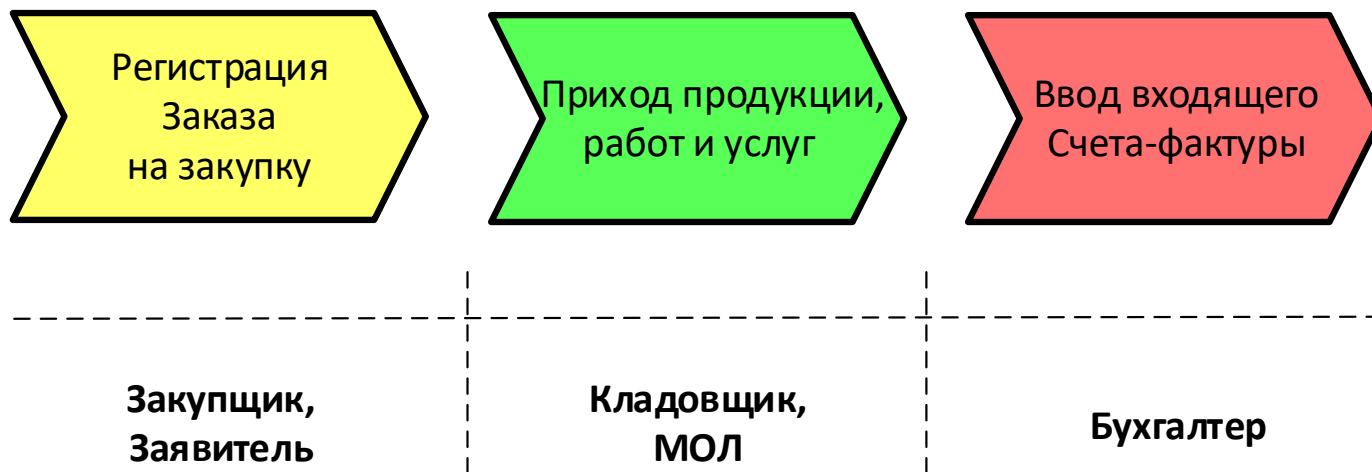 Регистрация
Заказа
на закупку
Приход продукции,
работ и услуг
Ввод входящего
Счета-фактуры
Закупщик,
Заявитель
Кладовщик,
МОЛ
Бухгалтер